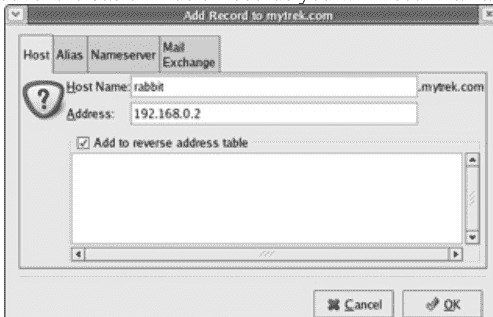 Add Record to mytrek.com
Host Alias Nameserver Mail Exchange
Host Name: rabbit .mytrek.com
Address: 192.168.0.2
Add to reverse address table
Cancel OK